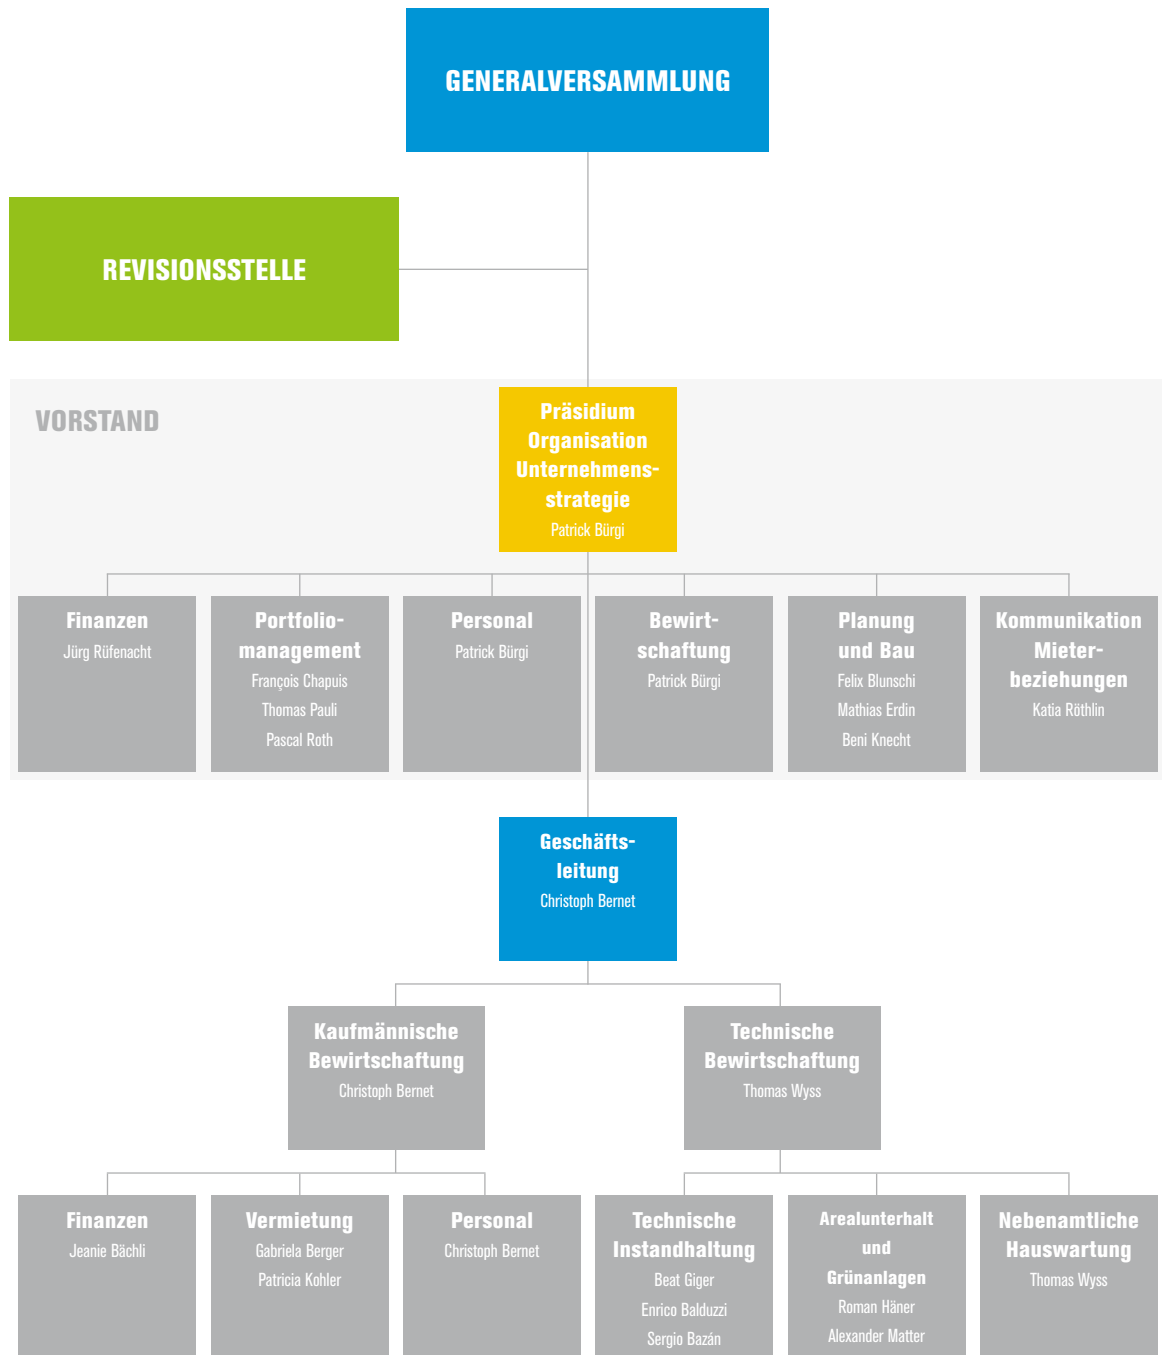 GENERALVERSAMMLUNG
REVISIONSSTELLE
VORSTAND
Präsidium
Organisation
Unternehmens-
strategie
Patrick Bürgi
Finanzen
Jürg Rüfenacht
Portfolio-
management
François Chapuis
Thomas Pauli
Pascal Roth
Personal
Patrick Bürgi
Bewirt-
schaftung
Patrick Bürgi
Planung
und Bau
Felix Blunschi
Mathias Erdin
Beni Knecht
Kommunikation
Mieter-
beziehungen
Katia Röthlin
Geschäfts-
leitung
Christoph Bernet
Kaufmännische
Bewirtschaftung
Christoph Bernet
Technische
Bewirtschaftung
Thomas Wyss
Finanzen
Jeanie Bächli
Vermietung
Gabriela Berger
Patricia Kohler
Personal
Christoph Bernet
Technische
Instandhaltung
Beat Giger
Enrico Balduzzi
Sergio Bazán
Arealunterhalt
und
Grünanlagen
Roman Häner
Alexander Matter
Nebenamtliche
Hauswartung
Thomas Wyss